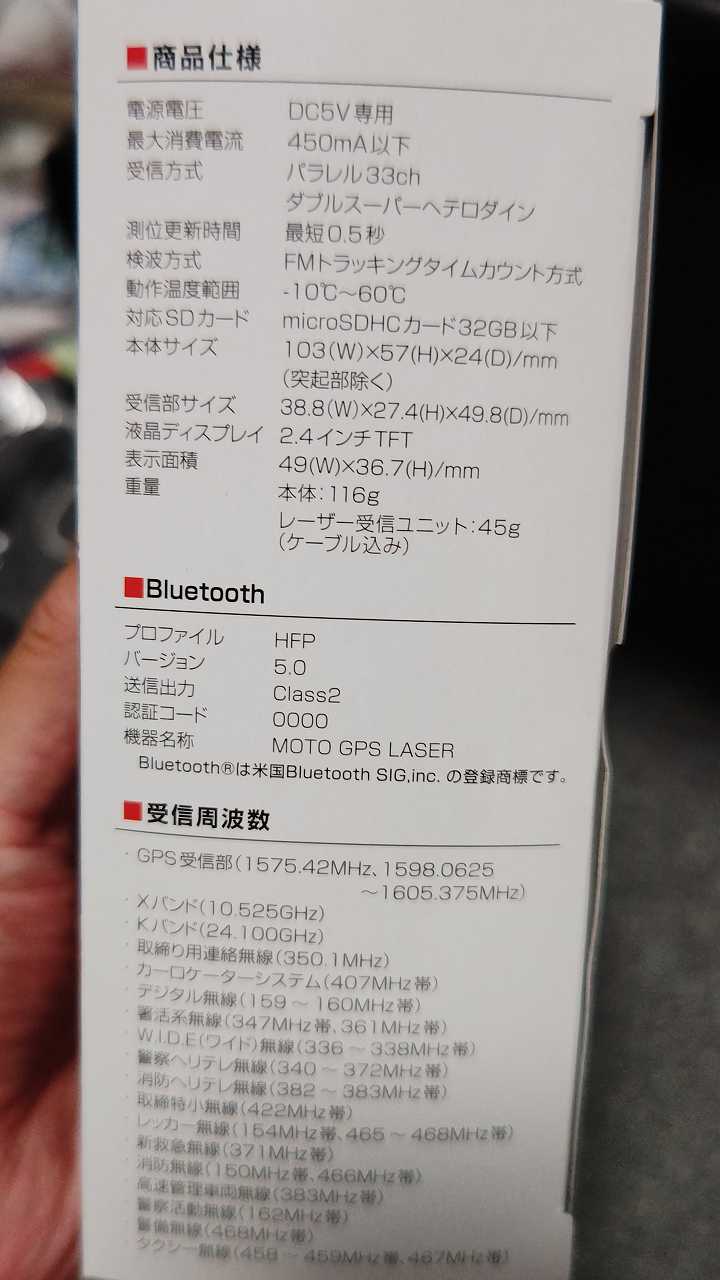 ■商品仕様
電源電圧 DC5V専用
最大消費電流 450mA以下
受信方式 パラレル33ch
ダブルスーパーヘテロダイン
測位更新時間 最短0.5秒
検波方式 FMトラッキングタイムカウント方式
動作温度範囲 -10℃～60℃
対応SDカード microSDHCカード32GB以下
本体サイズ 103(W)×57(H)×24(D)/mm
(突起部除く)
受信部サイズ 38.8(W)×27.4(H)×49.8(D)/mm
液晶ディスプレイ 2.4インチTFT
表示面積 49(W)×36.7(H)/mm
重量 本体：116g
レーザー受信ユニット：45g
(ケーブル込み)
■Bluetooth
プロファイル HFP
バージョン 5.0
送信出力 Class2
認証コード 0000
機器名称 MOTO GPS LASER
Bluetooth®は米国Bluetooth SIG,inc. の登録商標です。
■受信周波数
・GPS受信部(1575.42MHz、1598.0625
～1605.375MHz)
・Xバンド(10.525GHz)
・Kバンド(24.100GHz)
・取締り用連絡無線(350.1MHz)
・カーロケーターシステム(407MHz帯)
・デジタル無線(159 ～ 160MHz帯)
・署活系無線(347MHz帯、361MHz帯)
・W.I.D.E(ワイド)無線(336 ～ 338MHz帯)
・警察ヘリテレ無線(340 ～ 372MHz帯)
・消防ヘリテレ無線(382 ～ 383MHz帯)
・取締特小無線(422MHz帯)
・レッカー無線(154MHz帯、465 ～ 468MHz帯)
・新救急無線(371MHz帯)
・消防無線(150MHz帯、466MHz帯)
・高速管理車両無線(383MHz帯)
・警察活動無線(162MHz帯)
・警備無線(468MHz帯)
・タクシー無線(458 ～ 459MHz帯、467MHz帯)